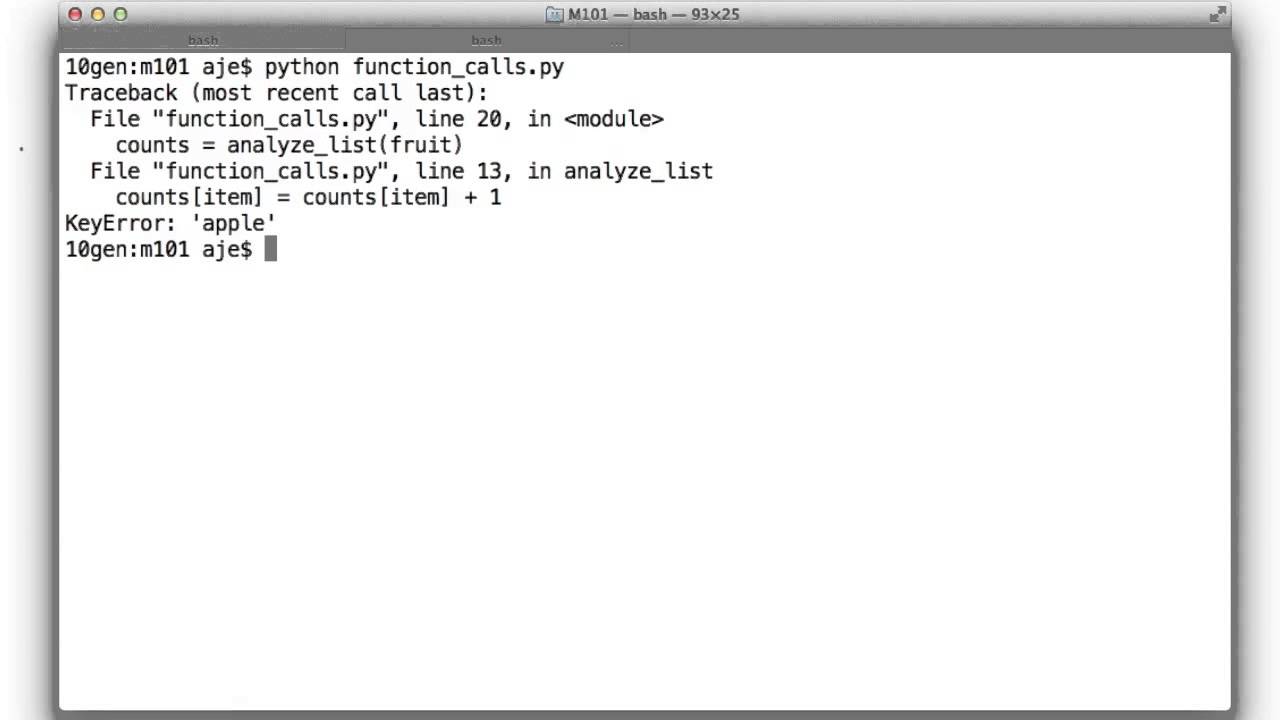 M101 — bash — 93×25
bash bash ...
10gen:m101 aje$ python function_calls.py
Traceback (most recent call last):
  File "function_calls.py", line 20, in <module>
    counts = analyze_list(fruit)
  File "function_calls.py", line 13, in analyze_list
    counts[item] = counts[item] + 1
KeyError: 'apple'
10gen:m101 aje$